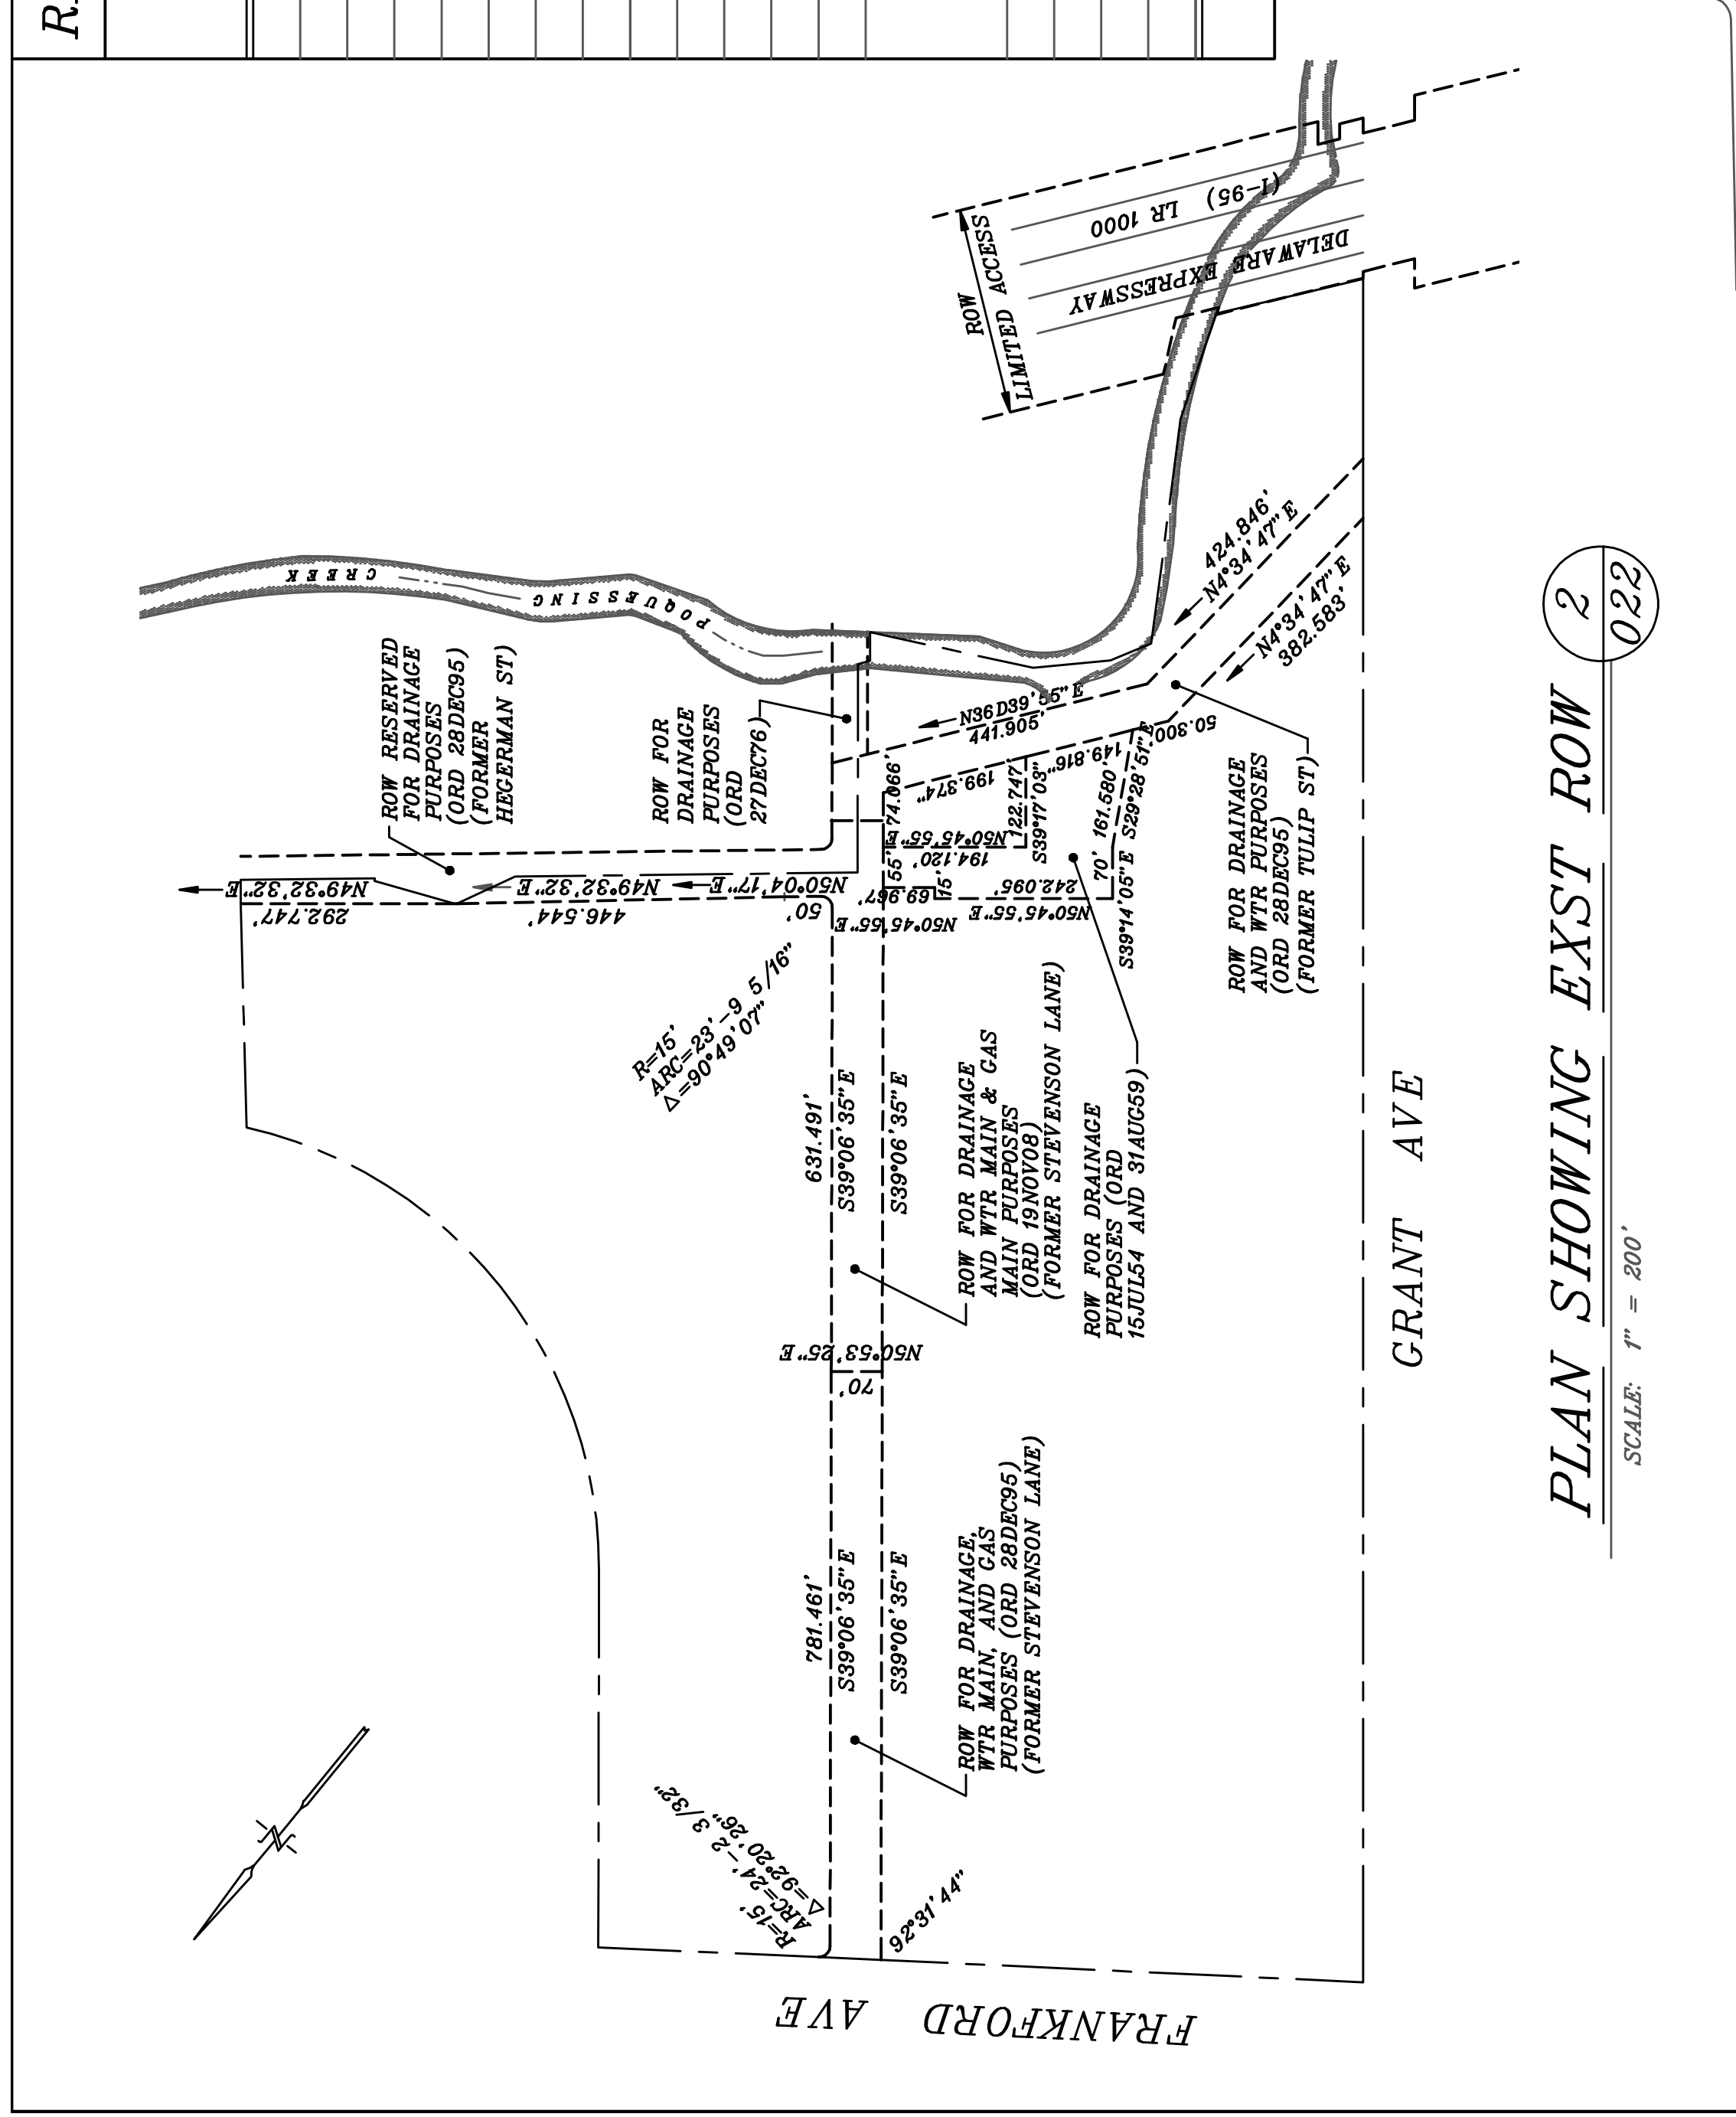 R
ROW RESERVED
FOR DRAINAGE
PURPOSES
(ORD 28DEC95)
(FORMER
HEGERMAN ST)
ROW FOR
DRAINAGE
PURPOSES
(ORD
27DEC76)
POQUESSING CREEK
ROW
LIMITED ACCESS
(I-95) LR 1000
DELAWARE EXPRESSWAY
424.846'
N4°34'47"E
N4°34'47"E
382.583'
N36D39'55"E
441.905'
50.300'
149.816"
199.374"
74.066'
122.747'
S39°17'03"
N50°45'55"E
194.120'
55'
69.967'
15'
242.095'
N50°45'55"E
N50°45'55"E
70'
161.580'
S39°14'05"E
S29°28'51"E
N49°32'32"E
292.747'
N49°32'32"E
446.544'
N50°04'17"E
50'
R=15'
ARC=23'-9 5/16"
△=90°49'07"
631.491'
S39°06'35"E
S39°06'35"E
ROW FOR DRAINAGE
AND WTR MAIN & GAS
MAIN PURPOSES
(ORD 19NOV08)
(FORMER STEVENSON LANE)
ROW FOR DRAINAGE
PURPOSES (ORD
15JUL54 AND 31AUG59)
ROW FOR DRAINAGE
AND WTR PURPOSES
(ORD 28DEC95)
(FORMER TULIP ST)
N50°53'25"E
70'
781.461'
S39°06'35"E
S39°06'35"E
ROW FOR DRAINAGE,
WTR MAIN, AND GAS
PURPOSES (ORD 28DEC95)
(FORMER STEVENSON LANE)
R=15'
ARC=24'-2 3/32"
△=92°20'26"
92°31'44"
N
FRANKFORD AVE
GRANT AVE
PLAN SHOWING EXST ROW
2
022
SCALE: 1" = 200'